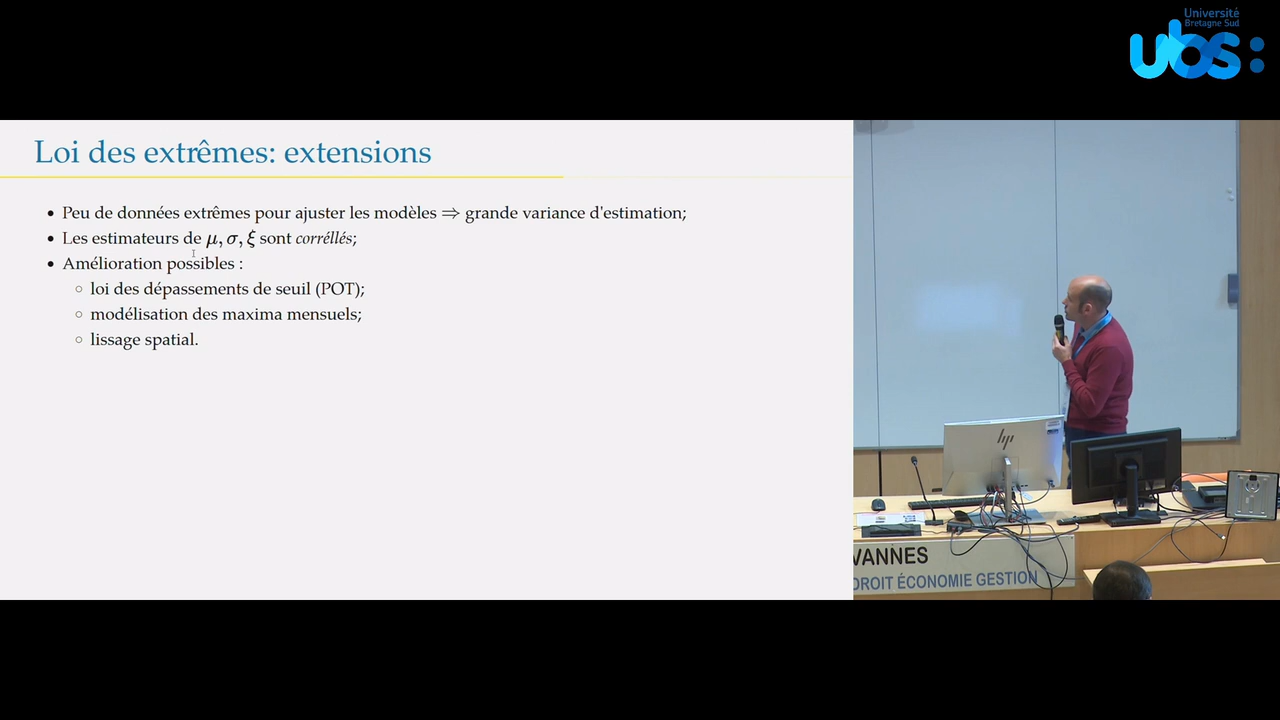 Université
Bretagne Sud
ubs:
Loi des extrêmes: extensions
• Peu de données extrêmes pour ajuster les modèles ⇒ grande variance d'estimation;
• Les estimateurs de μ, σ, ξ sont corréllés;
• Amélioration possibles :
○ loi des dépassements de seuil (POT);
○ modélisation des maxima mensuels;
○ lissage spatial.
hp
VANNES
DROIT ÉCONOMIE GESTION